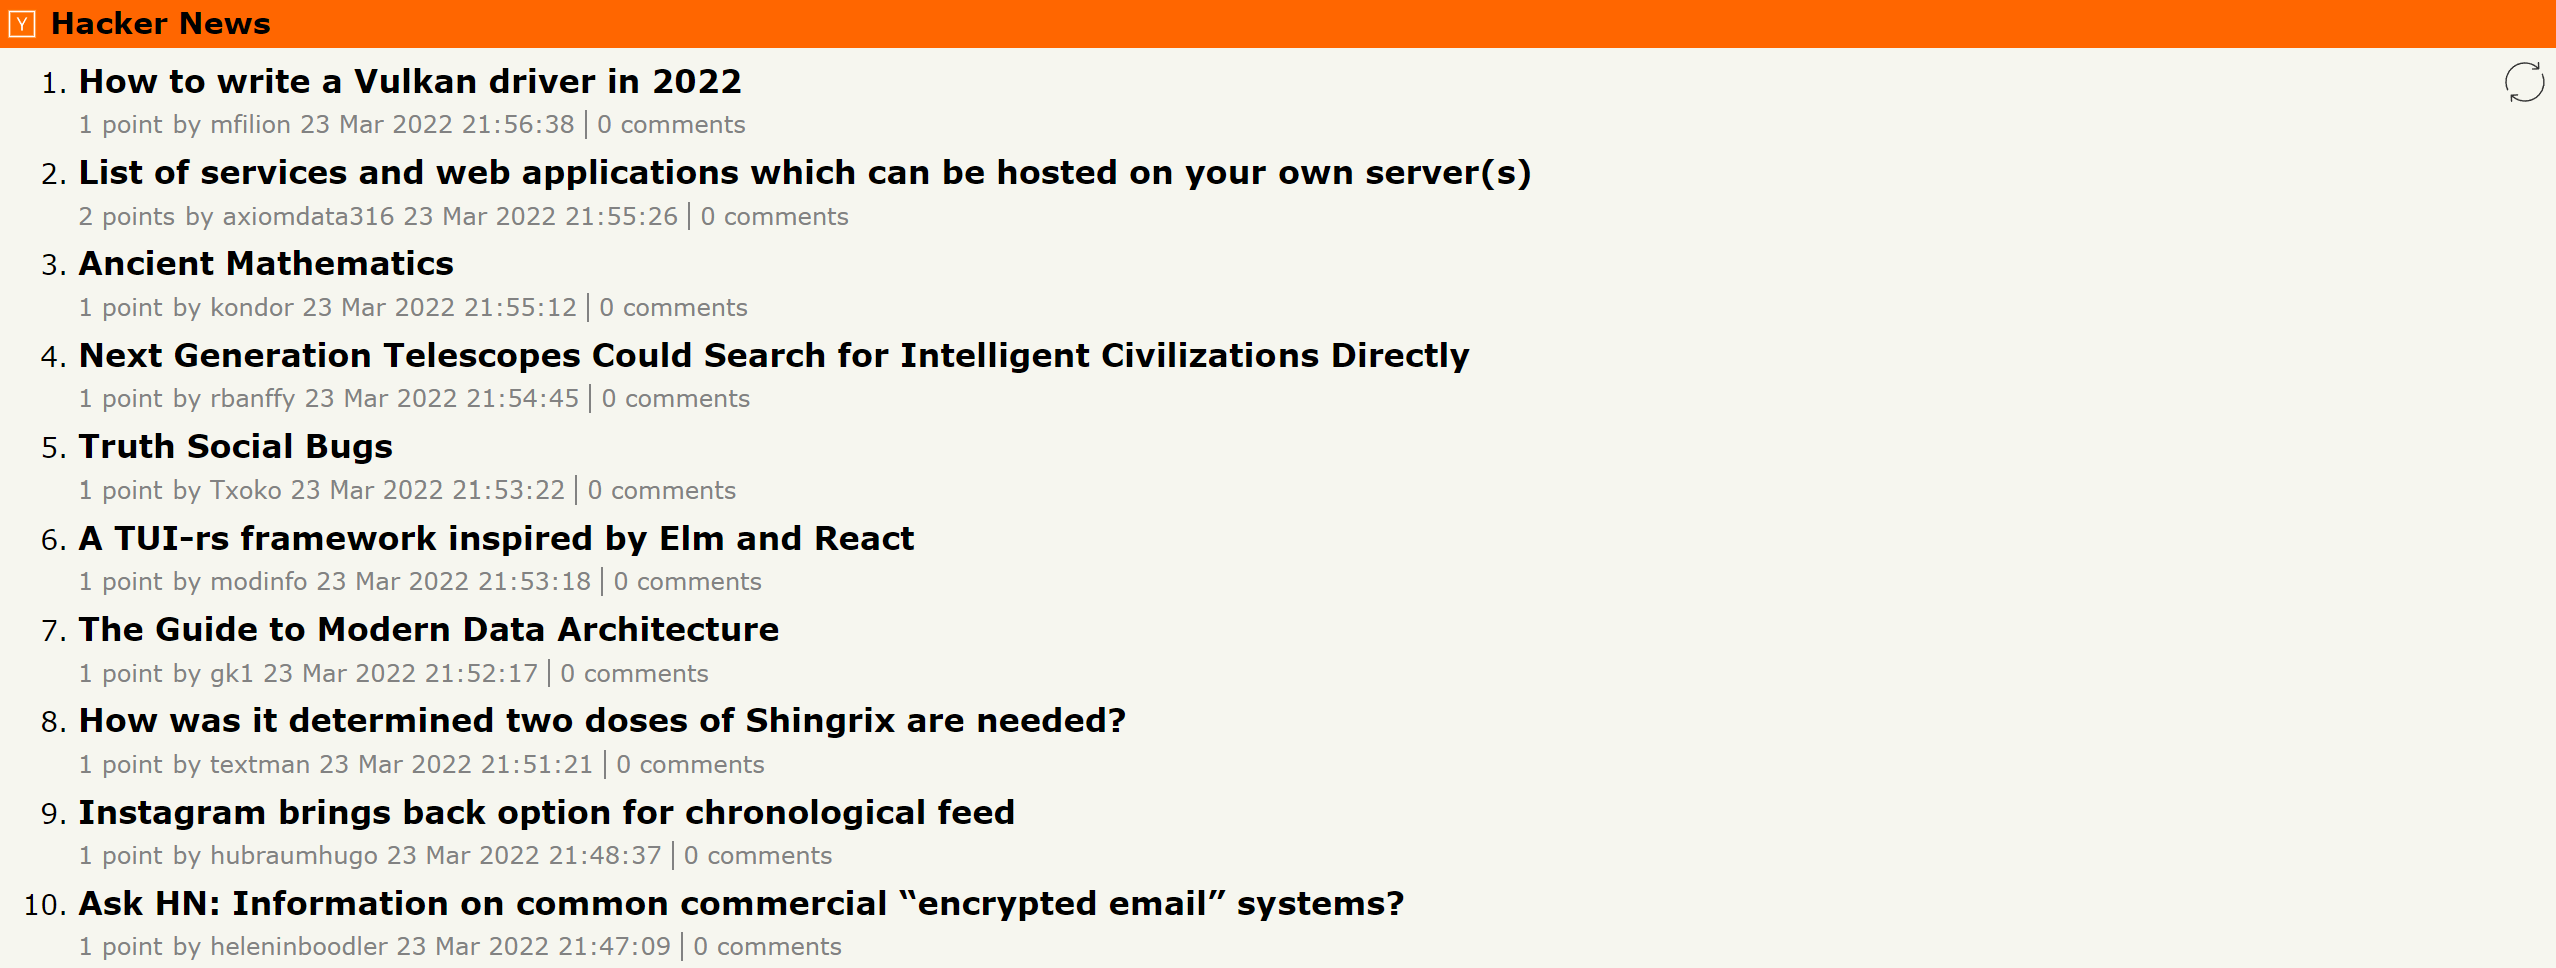 Y Hacker News
1. How to write a Vulkan driver in 2022
1 point by mfilion 23 Mar 2022 21:56:38 | 0 comments
2. List of services and web applications which can be hosted on your own server(s)
2 points by axiomdata316 23 Mar 2022 21:55:26 | 0 comments
3. Ancient Mathematics
1 point by kondor 23 Mar 2022 21:55:12 | 0 comments
4. Next Generation Telescopes Could Search for Intelligent Civilizations Directly
1 point by rbanffy 23 Mar 2022 21:54:45 | 0 comments
5. Truth Social Bugs
1 point by Txoko 23 Mar 2022 21:53:22 | 0 comments
6. A TUI-rs framework inspired by Elm and React
1 point by modinfo 23 Mar 2022 21:53:18 | 0 comments
7. The Guide to Modern Data Architecture
1 point by gk1 23 Mar 2022 21:52:17 | 0 comments
8. How was it determined two doses of Shingrix are needed?
1 point by textman 23 Mar 2022 21:51:21 | 0 comments
9. Instagram brings back option for chronological feed
1 point by hubraumhugo 23 Mar 2022 21:48:37 | 0 comments
10. Ask HN: Information on common commercial “encrypted email” systems?
1 point by heleninboodler 23 Mar 2022 21:47:09 | 0 comments